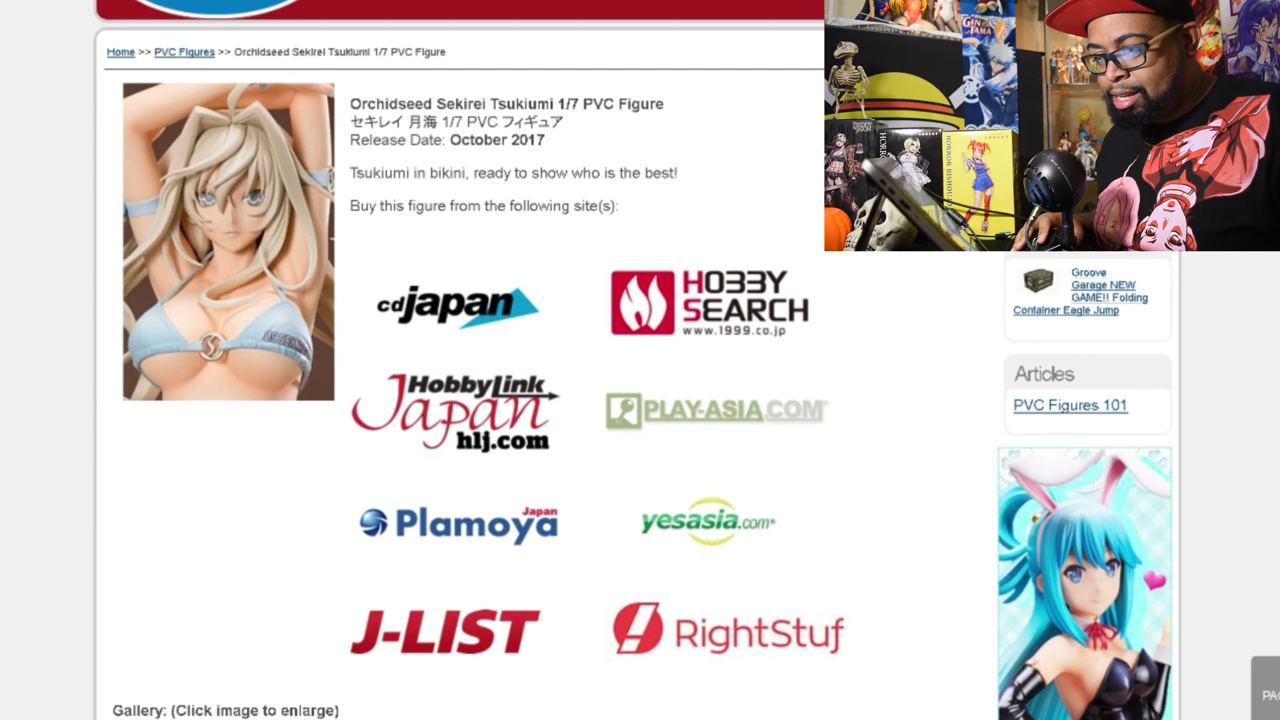 Home >> PVC Figures >> Orchidseed Sekirei Tsukiumi 1/7 PVC Figure
Orchidseed Sekirei Tsukiumi 1/7 PVC Figure
セキレイ 月海 1/7 PVC フィギュア
Release Date: October 2017
Tsukiumi in bikini, ready to show who is the best!
Buy this figure from the following site(s):
cdjapan
HOBBY
SEARCH
www.1999.co.jp
HobbyLink
Japan
hlj.com
PLAY-ASIA.COM
Plamoya
Japan
yesasia.com
J-LIST
RightStuf
Gallery: (Click image to enlarge)
GINTAMA
HORROR BISHOUJO
Groove
Garage NEW
GAME!! Folding
Container Eagle Jump
Articles
PVC Figures 101